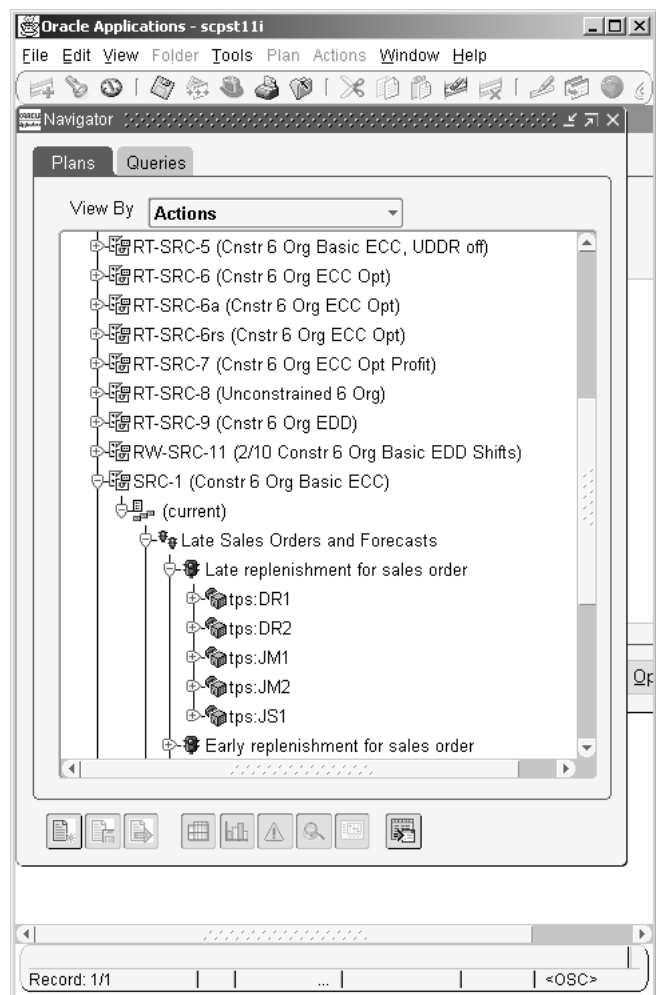 Oracle Applications - scpst11i
File Edit View Folder Tools Plan Actions Window Help
Navigator
Plans Queries
View By Actions
RT-SRC-5 (Cnstr 6 Org Basic ECC, UDDR off)
RT-SRC-6 (Cnstr 6 Org ECC Opt)
RT-SRC-6a (Cnstr 6 Org ECC Opt)
RT-SRC-6rs (Cnstr 6 Org ECC Opt)
RT-SRC-7 (Cnstr 6 Org ECC Opt Profit)
RT-SRC-8 (Unconstrained 6 Org)
RT-SRC-9 (Cnstr 6 Org EDD)
RW-SRC-11 (2/10 Constr 6 Org Basic EDD Shifts)
SRC-1 (Constr 6 Org Basic ECC)
(current)
Late Sales Orders and Forecasts
Late replenishment for sales order
tps:DR1
tps:DR2
tps:JM1
tps:JM2
tps:JS1
Op
Early replenishment for sales order
Record: 1/1 ... <OSC>